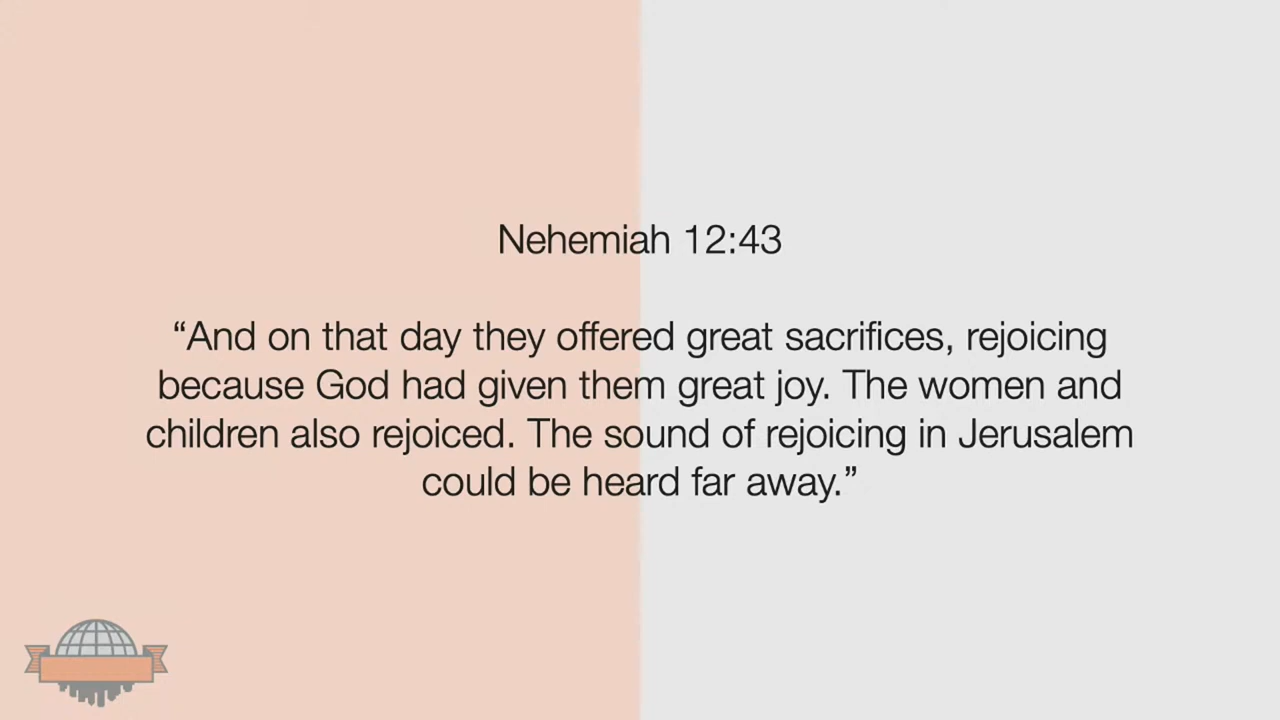 Nehemiah 12:43
“And on that day they offered great sacrifices, rejoicing
because God had given them great joy. The women and
children also rejoiced. The sound of rejoicing in Jerusalem
could be heard far away.”